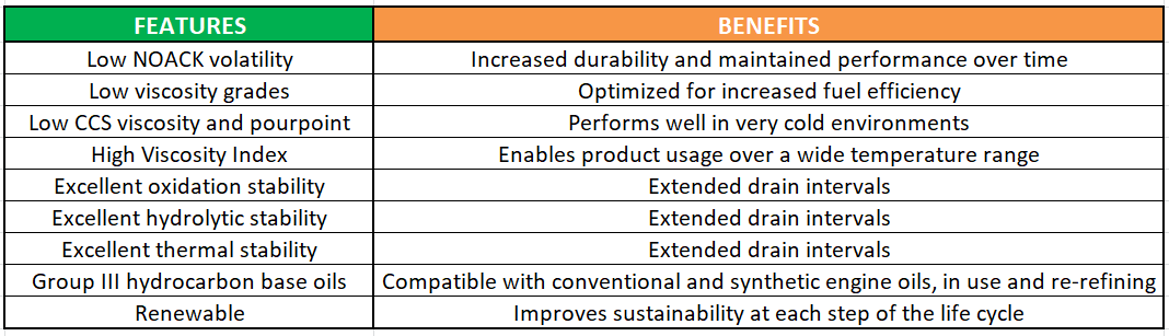 FEATURES BENEFITS
Low NOACK volatility Increased durability and maintained performance over time
Low viscosity grades Optimized for increased fuel efficiency
Low CCS viscosity and pourpoint Performs well in very cold environments
High Viscosity Index Enables product usage over a wide temperature range
Excellent oxidation stability Extended drain intervals
Excellent hydrolytic stability Extended drain intervals
Excellent thermal stability Extended drain intervals
Group III hydrocarbon base oils Compatible with conventional and synthetic engine oils, in use and re-refining
Renewable Improves sustainability at each step of the life cycle